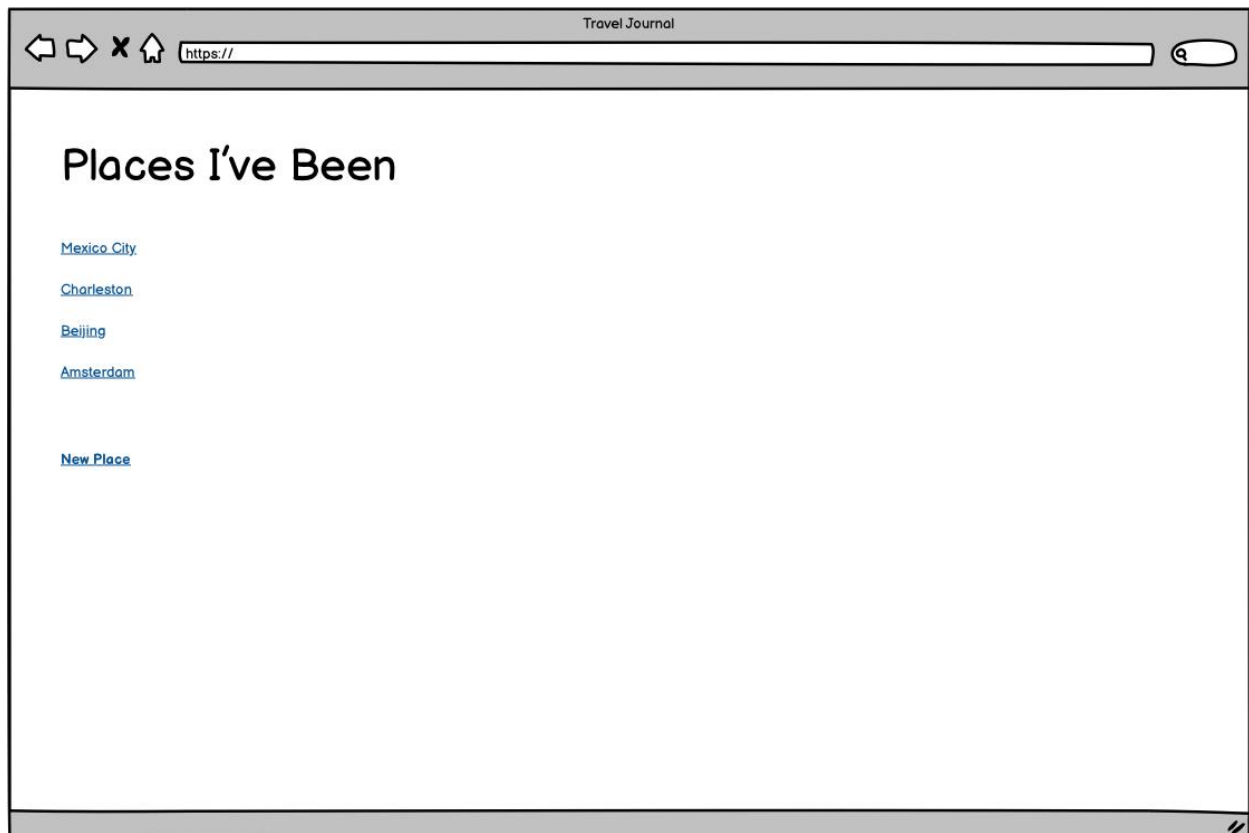 Travel Journal
https://
Places I've Been
Mexico City
Charleston
Beijing
Amsterdam
New Place